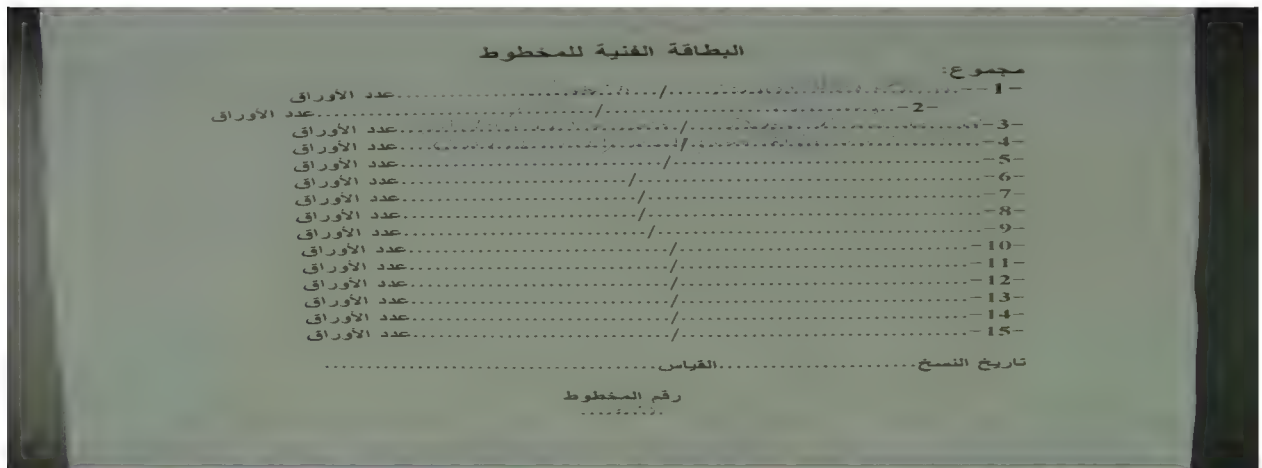 البطاقة الفنية للمخطوط
مجموع:
-1-- ......../........عدد الأوراق
-2-......../........عدد الأوراق
-3-......../........عدد الأوراق
-4-......../........عدد الأوراق
-5-......../........عدد الأوراق
-6-......../........عدد الأوراق
-7-......../........عدد الأوراق
-8-......../........عدد الأوراق
-9-......../........عدد الأوراق
-10-......../........عدد الأوراق
-11-......../........عدد الأوراق
-12-......../........عدد الأوراق
-13-......../........عدد الأوراق
-14-......../........عدد الأوراق
-15-......../........عدد الأوراق
تاريخ النسخ........القياس........
رقم المخطوط